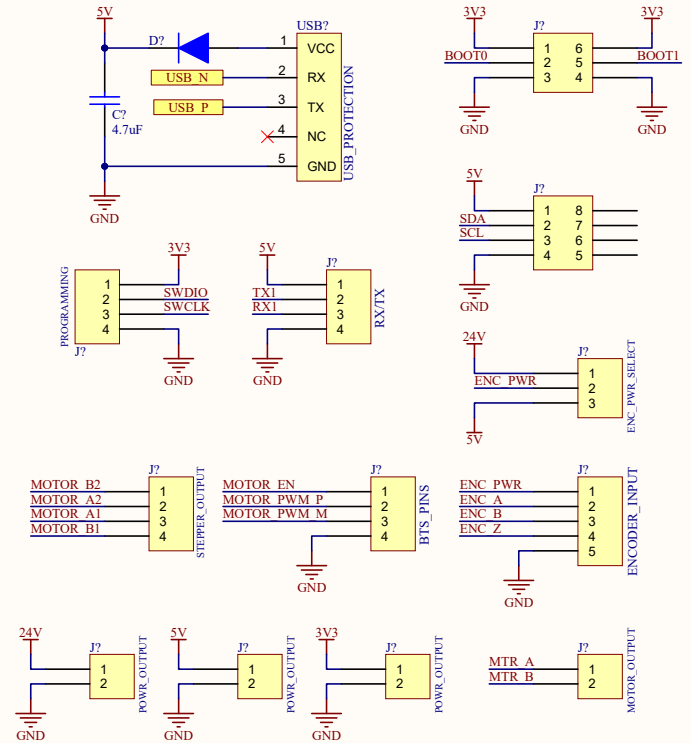 5V
D?
USB?
1 VCC
USB_N
2 RX
USB_P
3 TX
4 NC
5 GND
USB_PROTECTION
C?
4.7uF
GND
3V3
J?
3V3
1 6
BOOT0
2 5
BOOT1
3 4
GND
GND
5V
J?
1 8
SDA
2 7
SCL
3 6
4 5
GND
PROGRAMMING
3V3
1
SWDIO
2
SWCLK
3
4
J?
GND
5V
J?
1
TX1
2
RX1
3
4
RX/TX
GND
24V
J?
1
ENC_PWR
2
3
ENC_PWR_SELECT
5V
J?
MOTOR_B2
1
MOTOR_A2
2
MOTOR_A1
3
MOTOR_B1
4
STEPPER_OUTPUT
J?
MOTOR_EN
1
MOTOR_PWM_P
2
MOTOR_PWM_M
3
4
BTS_PINS
GND
J?
ENC_PWR
1
ENC_A
2
ENC_B
3
ENC_Z
4
5
ENCODER_INPUT
GND
24V
J?
1
2
POWR_OUTPUT
GND
5V
J?
1
2
POWR_OUTPUT
GND
3V3
J?
1
2
POWR_OUTPUT
GND
J?
MTR_A
1
MTR_B
2
MOTOR_OUTPUT